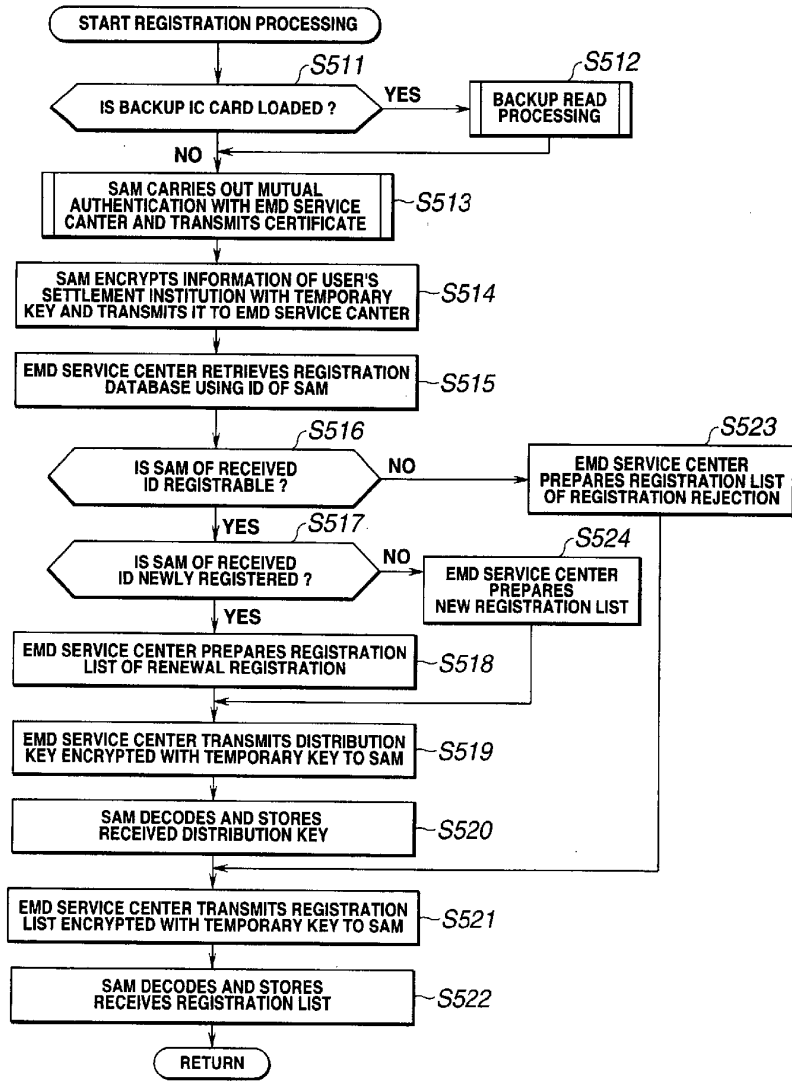 START REGISTRATION PROCESSING
S511
S512
IS BACKUP IC CARD LOADED ?
YES
BACKUP READ
PROCESSING
NO
SAM CARRIES OUT MUTUAL
AUTHENTICATION WITH EMD SERVICE
CANTER AND TRANSMITS CERTIFICATE
S513
SAM ENCRYPTS INFORMATION OF USER'S
SETTLEMENT INSTITUTION WITH TEMPORARY
KEY AND TRANSMITS IT TO EMD SERVICE CANTER
S514
EMD SERVICE CENTER RETRIEVES REGISTRATION
DATABASE USING ID OF SAM
S515
S516
S523
IS SAM OF RECEIVED
ID REGISTRABLE ?
NO
EMD SERVICE CENTER
PREPARES REGISTRATION LIST
OF REGISTRATION REJECTION
YES
S517
S524
IS SAM OF RECEIVED
ID NEWLY REGISTERED ?
NO
EMD SERVICE CENTER
PREPARES
NEW REGISTRATION LIST
YES
EMD SERVICE CENTER PREPARES REGISTRATION
LIST OF RENEWAL REGISTRATION
S518
EMD SERVICE CENTER TRANSMITS DISTRIBUTION
KEY ENCRYPTED WITH TEMPORARY KEY TO SAM
S519
SAM DECODES AND STORES
RECEIVED DISTRIBUTION KEY
S520
EMD SERVICE CENTER TRANSMITS REGISTRATION
LIST ENCRYPTED WITH TEMPORARY KEY TO SAM
S521
SAM DECODES AND STORES
RECEIVES REGISTRATION LIST
S522
RETURN